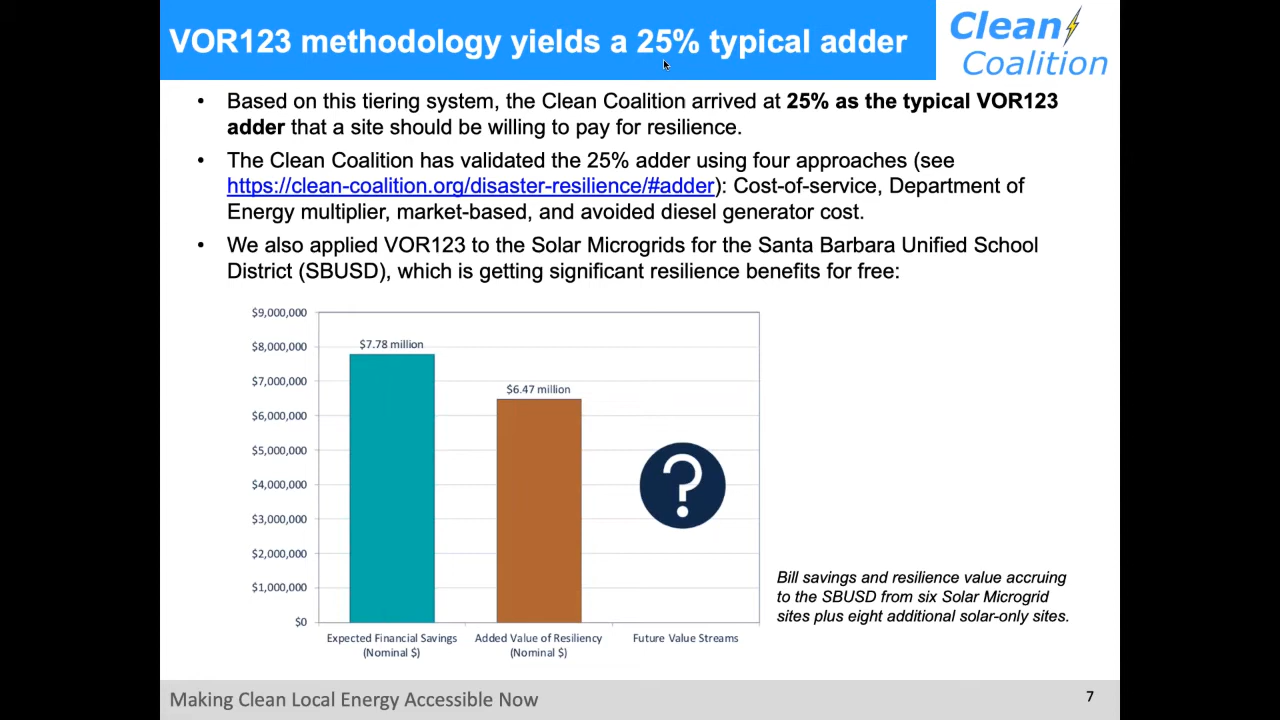 VOR123 methodology yields a 25% typical adder
Clean
Coalition
• Based on this tiering system, the Clean Coalition arrived at 25% as the typical VOR123
adder that a site should be willing to pay for resilience.
• The Clean Coalition has validated the 25% adder using four approaches (see
https://clean-coalition.org/disaster-resilience/#adder): Cost-of-service, Department of
Energy multiplier, market-based, and avoided diesel generator cost.
• We also applied VOR123 to the Solar Microgrids for the Santa Barbara Unified School
District (SBUSD), which is getting significant resilience benefits for free:
$9,000,000
$8,000,000
$7,000,000
$6,000,000
$5,000,000
$4,000,000
$3,000,000
$2,000,000
$1,000,000
$0
$7.78 million
$6.47 million
?
Expected Financial Savings
(Nominal $)
Added Value of Resiliency
(Nominal $)
Future Value Streams
Bill savings and resilience value accruing
to the SBUSD from six Solar Microgrid
sites plus eight additional solar-only sites.
Making Clean Local Energy Accessible Now
7